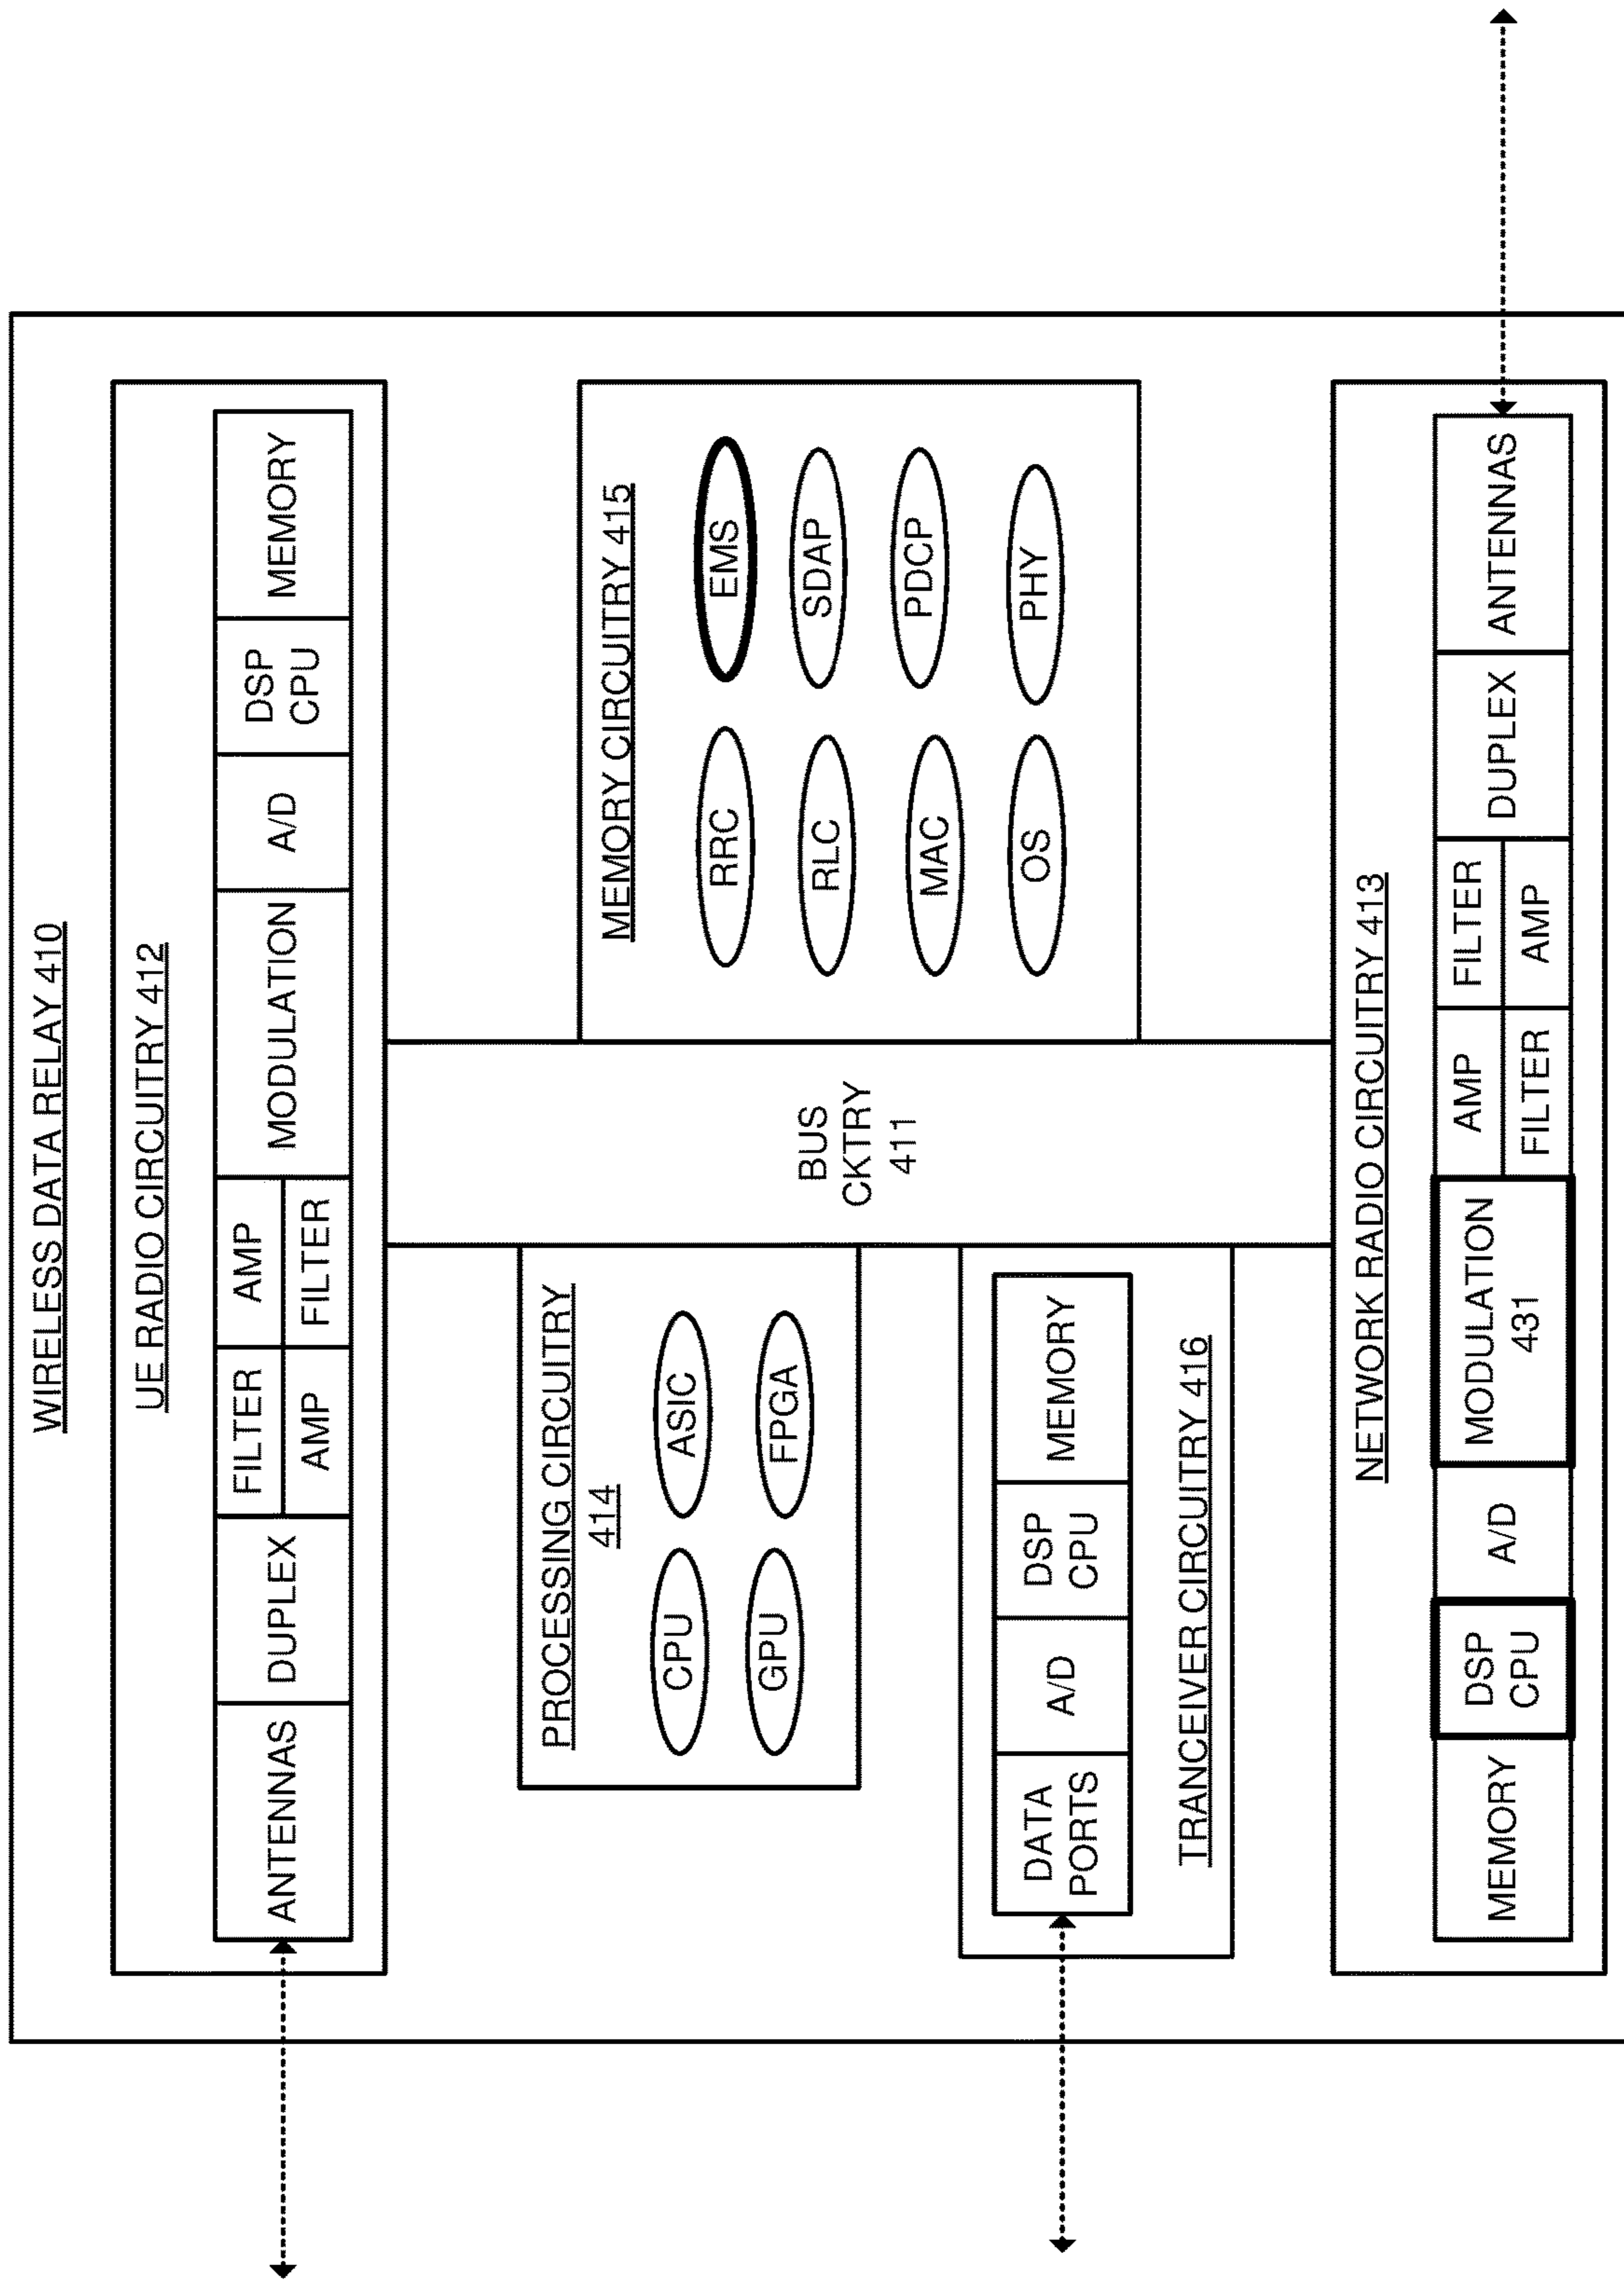 WIRELESS DATA RELAY 410
UE RADIO CIRCUITRY 412
ANTENNAS
DUPLEX
FILTER
AMP
AMP
FILTER
MODULATION
A/D
DSP
CPU
MEMORY
PROCESSING CIRCUITRY
414
CPU
ASIC
GPU
FPGA
BUS
CKTRY
411
MEMORY CIRCUITRY 415
RRC
EMS
RLC
SDAP
MAC
PDCP
OS
PHY
DATA
PORTS
A/D
DSP
CPU
MEMORY
TRANCEIVER CIRCUITRY 416
NETWORK RADIO CIRCUITRY 413
MEMORY
DSP
CPU
A/D
MODULATION
431
AMP
FILTER
FILTER
AMP
DUPLEX
ANTENNAS